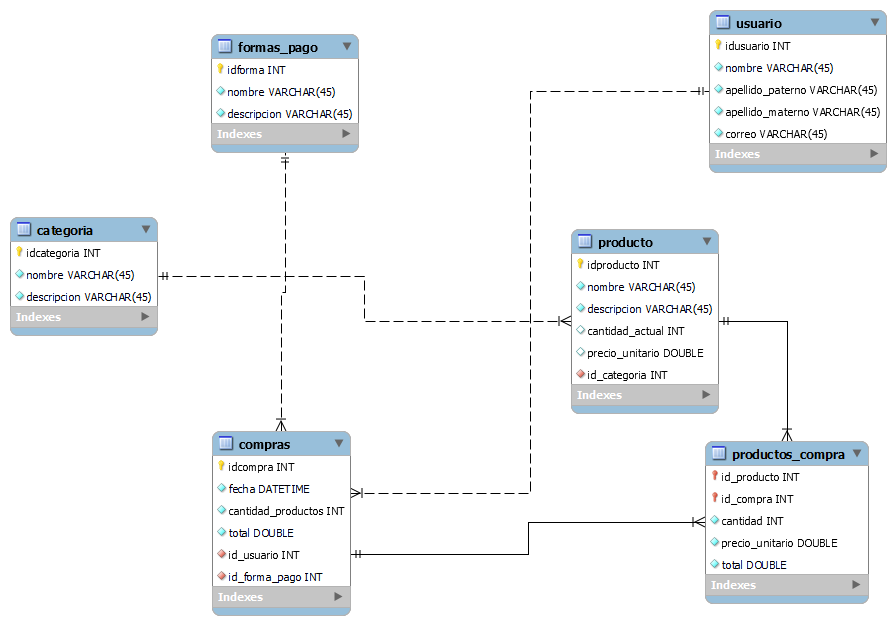 formas_pago
idforma INT
nombre VARCHAR(45)
descripcion VARCHAR(45)
Indexes
usuario
idusuario INT
nombre VARCHAR(45)
apellido_paterno VARCHAR(45)
apellido_materno VARCHAR(45)
correo VARCHAR(45)
Indexes
categoria
idcategoria INT
nombre VARCHAR(45)
descripcion VARCHAR(45)
Indexes
producto
idproducto INT
nombre VARCHAR(45)
descripcion VARCHAR(45)
cantidad_actual INT
precio_unitario DOUBLE
id_categoria INT
Indexes
compras
idcompra INT
fecha DATETIME
cantidad_productos INT
total DOUBLE
id_usuario INT
id_forma_pago INT
Indexes
productos_compra
id_producto INT
id_compra INT
cantidad INT
precio_unitario DOUBLE
total DOUBLE
Indexes